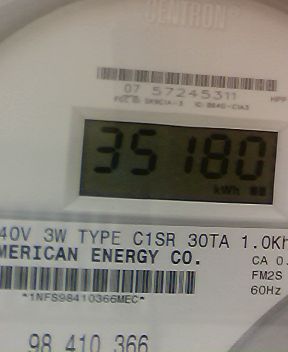 CENTRON®
07 57245311
35180
kWh
40V 3W TYPE C1SR 30TA 1.0Kh
MERICAN ENERGY CO.
CA 0.
FM2S
60Hz
*1NFS98410366MEC*
98 410 366